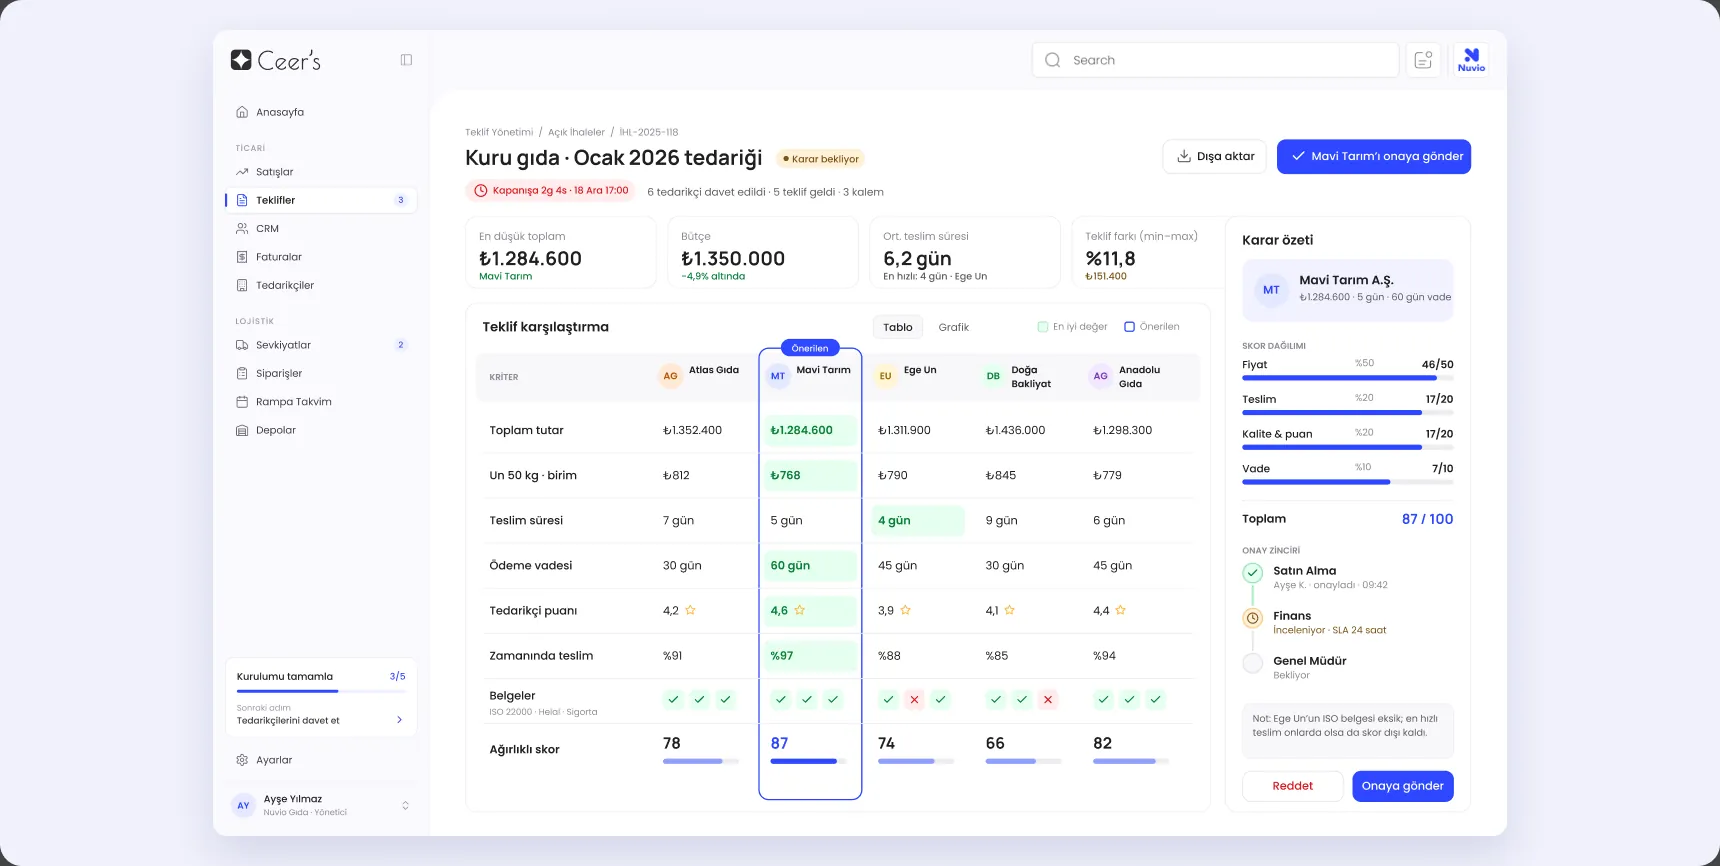 Ceer's
Search
Nuvio
Anasayfa
TİCARİ
Satışlar
Teklifler 3
CRM
Faturalar
Tedarikçiler
LOJİSTİK
Sevkiyatlar 2
Siparişler
Rampa Takvim
Depolar
Kurulumu tamamla 3/5
Sonraki adım
Tedarikçilerini davet et
Ayarlar
AY
Ayşe Yılmaz
Nuvio Gıda · Yönetici
Teklif Yönetimi / Açık İhaleler / İHL-2025-118
Kuru gıda · Ocak 2026 tedariği
Karar bekliyor
Dışa aktar
Mavi Tarım'ı onaya gönder
Kapanışa 2g 4s · 18 Ara 17:00
6 tedarikçi davet edildi · 5 teklif geldi · 3 kalem
En düşük toplam
₺1.284.600
Mavi Tarım
Bütçe
₺1.350.000
-4,9% altında
Ort. teslim süresi
6,2 gün
En hızlı: 4 gün · Ege Un
Teklif farkı (min–max)
%11,8
₺151.400
Teklif karşılaştırma
Tablo
Grafik
En iyi değer
Önerilen
Önerilen
KRİTER
AG
Atlas Gıda
MT
Mavi Tarım
EU
Ege Un
DB
Doğa
Bakliyat
AG
Anadolu
Gıda
Toplam tutar ₺1.352.400 ₺1.284.600 ₺1.311.900 ₺1.436.000 ₺1.298.300
Un 50 kg · birim ₺812 ₺768 ₺790 ₺845 ₺779
Teslim süresi 7 gün 5 gün 4 gün 9 gün 6 gün
Ödeme vadesi 30 gün 60 gün 45 gün 30 gün 45 gün
Tedarikçi puanı 4,2 4,6 3,9 4,1 4,4
Zamanında teslim %91 %97 %88 %85 %94
Belgeler
ISO 22000 · Helal · Sigorta
Ağırlıklı skor 78 87 74 66 82
Karar özeti
MT
Mavi Tarım A.Ş.
₺1.284.600 · 5 gün · 60 gün vade
SKOR DAĞILIMI
Fiyat %50 46/50
Teslim %20 17/20
Kalite & puan %20 17/20
Vade %10 7/10
Toplam 87 / 100
ONAY ZİNCİRİ
Satın Alma
Ayşe K. · onayladı · 09:42
Finans
İnceleniyor · SLA 24 saat
Genel Müdür
Bekliyor
Not: Ege Un'un ISO belgesi eksik; en hızlı
teslim onlarda olsa da skor dışı kaldı.
Reddet
Onaya gönder